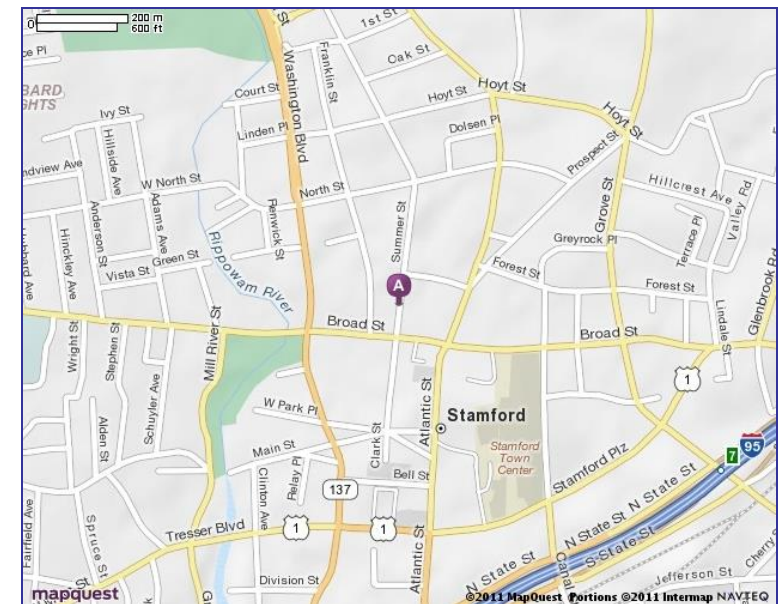 0
200 m
600 ft
1st St
Oak St
Hoyt St
Washington Blvd
Franklin St
Court St
Hoyt St
Hoyt St
Ivy St
Linden Pl
Dolsen Pl
Prospect St
Hillside Ave
W North St
North St
Summer St
Grove St
Hillcrest Ave
Valley Rd
Terrace Pl
Anderson St
Adams Ave
Renwick St
Hinckley Ave
Green St
Vista St
Rippowam River
Greyrock Pl
Forest St
Forest St
A
Glenbrook Rd
Lindale St
Broad St
Broad St
Wright St
Stephen St
Mill River St
Schuyler Ave
Alden St
W Park Pl
Atlantic St
Stamford
1
Main St
Clark St
Stamford
Town
Center
Stamford Plz
7
95
Bell St
Pelay Pl
Clinton Ave
137
N State St
Fairfield Ave
Spruce St
Tresser Blvd
1
1
Atlantic St
N State St
S State St
Canal
Cherry
Jefferson St
N State St
Division St
mapquest
©2011 MapQuest Portions ©2011 Intermap NAVTEQ